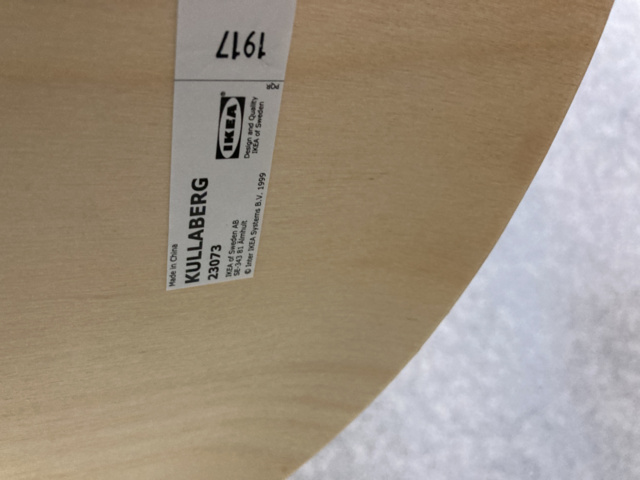 Made in China
KULLABERG
23073
IKEA of Sweden AB
SE-343 81 Älmhult
© Inter IKEA Systems B.V. 1999
IKEA®
Design and Quality
IKEA of Sweden
PQR
1917